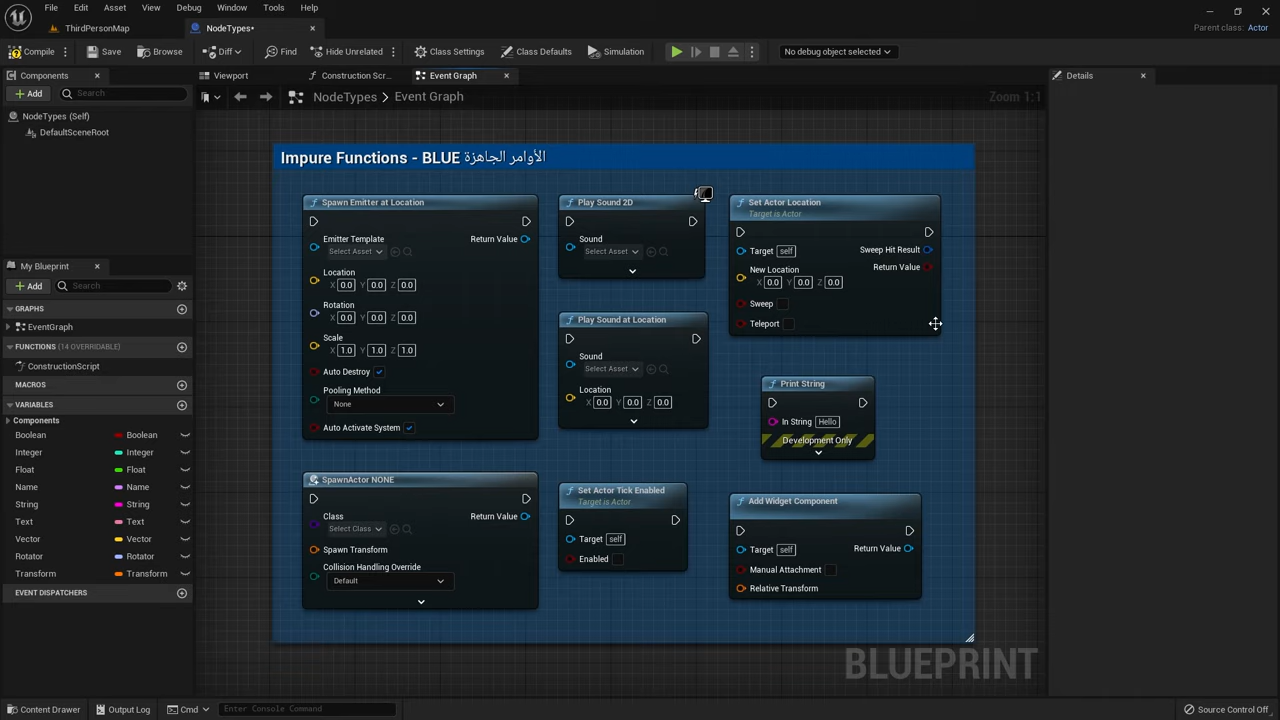 File Edit Asset View Debug Window Tools Help
ThirdPersonMap
NodeTypes*
Parent class: Actor
Compile
Save
Browse
Diff
Find
Hide Unrelated
Class Settings
Class Defaults
Simulation
No debug object selected
Components
Add
Search
NodeTypes (Self)
DefaultSceneRoot
My Blueprint
Add
Search
GRAPHS
EventGraph
FUNCTIONS (14 OVERRIDABLE)
ConstructionScript
MACROS
VARIABLES
Components
Boolean Boolean
Integer Integer
Float Float
Name Name
String String
Text Text
Vector Vector
Rotator Rotator
Transform Transform
EVENT DISPATCHERS
Viewport
Construction Scr...
Event Graph
NodeTypes > Event Graph
Zoom 1:1
Impure Functions - BLUE الأوامر الجاهزة
Spawn Emitter at Location
Emitter Template
Return Value
Select Asset
Location
X 0.0 Y 0.0 Z 0.0
Rotation
X 0.0 Y 0.0 Z 0.0
Scale
X 1.0 Y 1.0 Z 1.0
Auto Destroy
Pooling Method
None
Auto Activate System
Play Sound 2D
Sound
Select Asset
Set Actor Location
Target is Actor
Target self
Sweep Hit Result
New Location
Return Value
X 0.0 Y 0.0 Z 0.0
Sweep
Teleport
Play Sound at Location
Sound
Select Asset
Location
X 0.0 Y 0.0 Z 0.0
Print String
In String Hello
Development Only
SpawnActor NONE
Class
Return Value
Select Class
Spawn Transform
Collision Handling Override
Default
Set Actor Tick Enabled
Target is Actor
Target self
Enabled
Add Widget Component
Target self
Return Value
Manual Attachment
Relative Transform
BLUEPRINT
Details
Content Drawer
Output Log
Cmd
Enter Console Command
Source Control Off